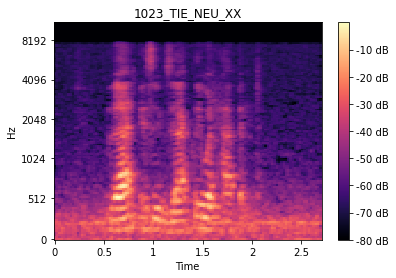 1023_TIE_NEU_XX
8192
4096
2048
1024
512
0
Hz
0
0.5
1
1.5
2
2.5
Time
-10 dB
-20 dB
-30 dB
-40 dB
-50 dB
-60 dB
-70 dB
-80 dB